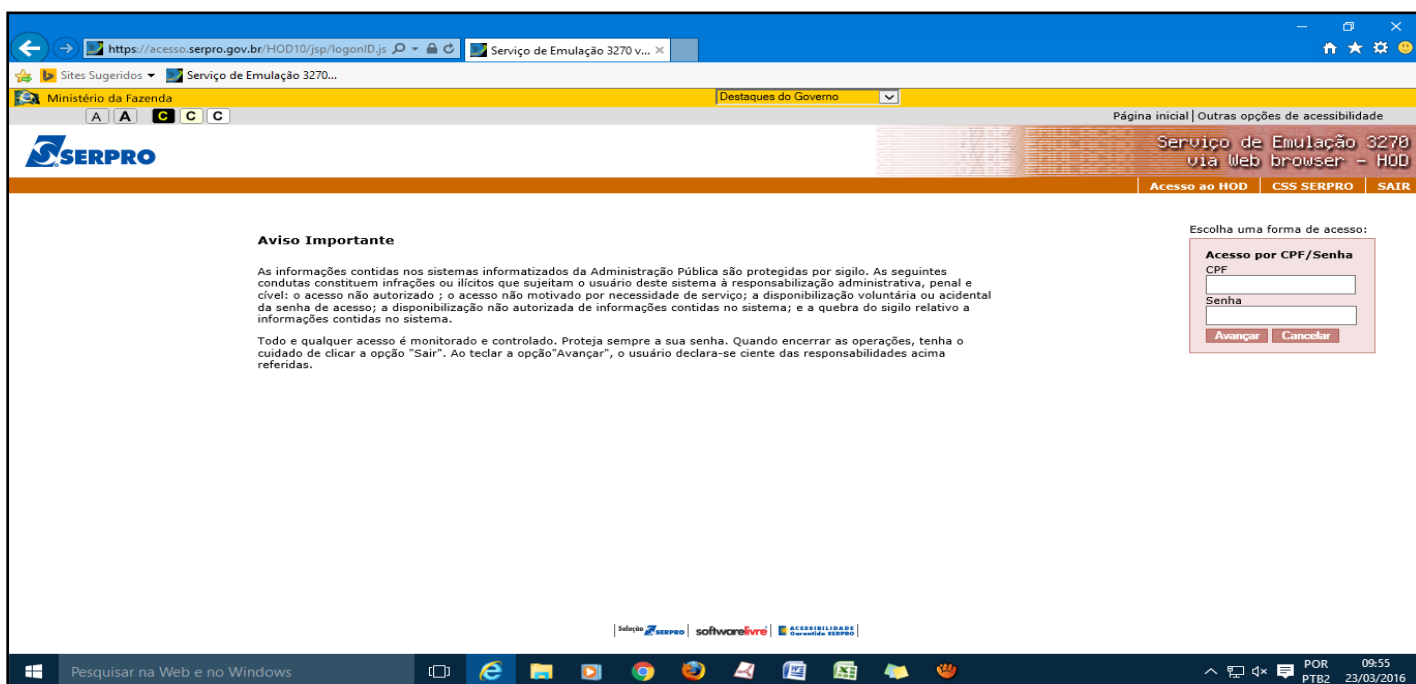 https://acesso.serpro.gov.br/HOD10/jsp/logonID.js
Serviço de Emulação 3270 v...
Sites Sugeridos
Serviço de Emulação 3270...
Ministério da Fazenda
Destaques do Governo
A A C C C
Página inicial | Outras opções de acessibilidade
SERPRO
Serviço de Emulação 3270
via Web browser - HOD
Acesso ao HOD | CSS SERPRO | SAIR
Aviso Importante
As informações contidas nos sistemas informatizados da Administração Pública são protegidas por sigilo. As seguintes
condutas constituem infrações ou ilícitos que sujeitam o usuário deste sistema à responsabilização administrativa, penal e
cível: o acesso não autorizado ; o acesso não motivado por necessidade de serviço; a disponibilização voluntária ou acidental
da senha de acesso; a disponibilização não autorizada de informações contidas no sistema; e a quebra do sigilo relativo a
informações contidas no sistema.
Todo e qualquer acesso é monitorado e controlado. Proteja sempre a sua senha. Quando encerrar as operações, tenha o
cuidado de clicar a opção "Sair". Ao teclar a opção"Avançar", o usuário declara-se ciente das responsabilidades acima
referidas.
Escolha uma forma de acesso:
Acesso por CPF/Senha
CPF
Senha
Avançar Cancelar
Solução SERPRO | softwarelivre | ACESSIBILIDADE
Garantida SERPRO
Pesquisar na Web e no Windows
POR 09:55
PTB2 23/03/2016